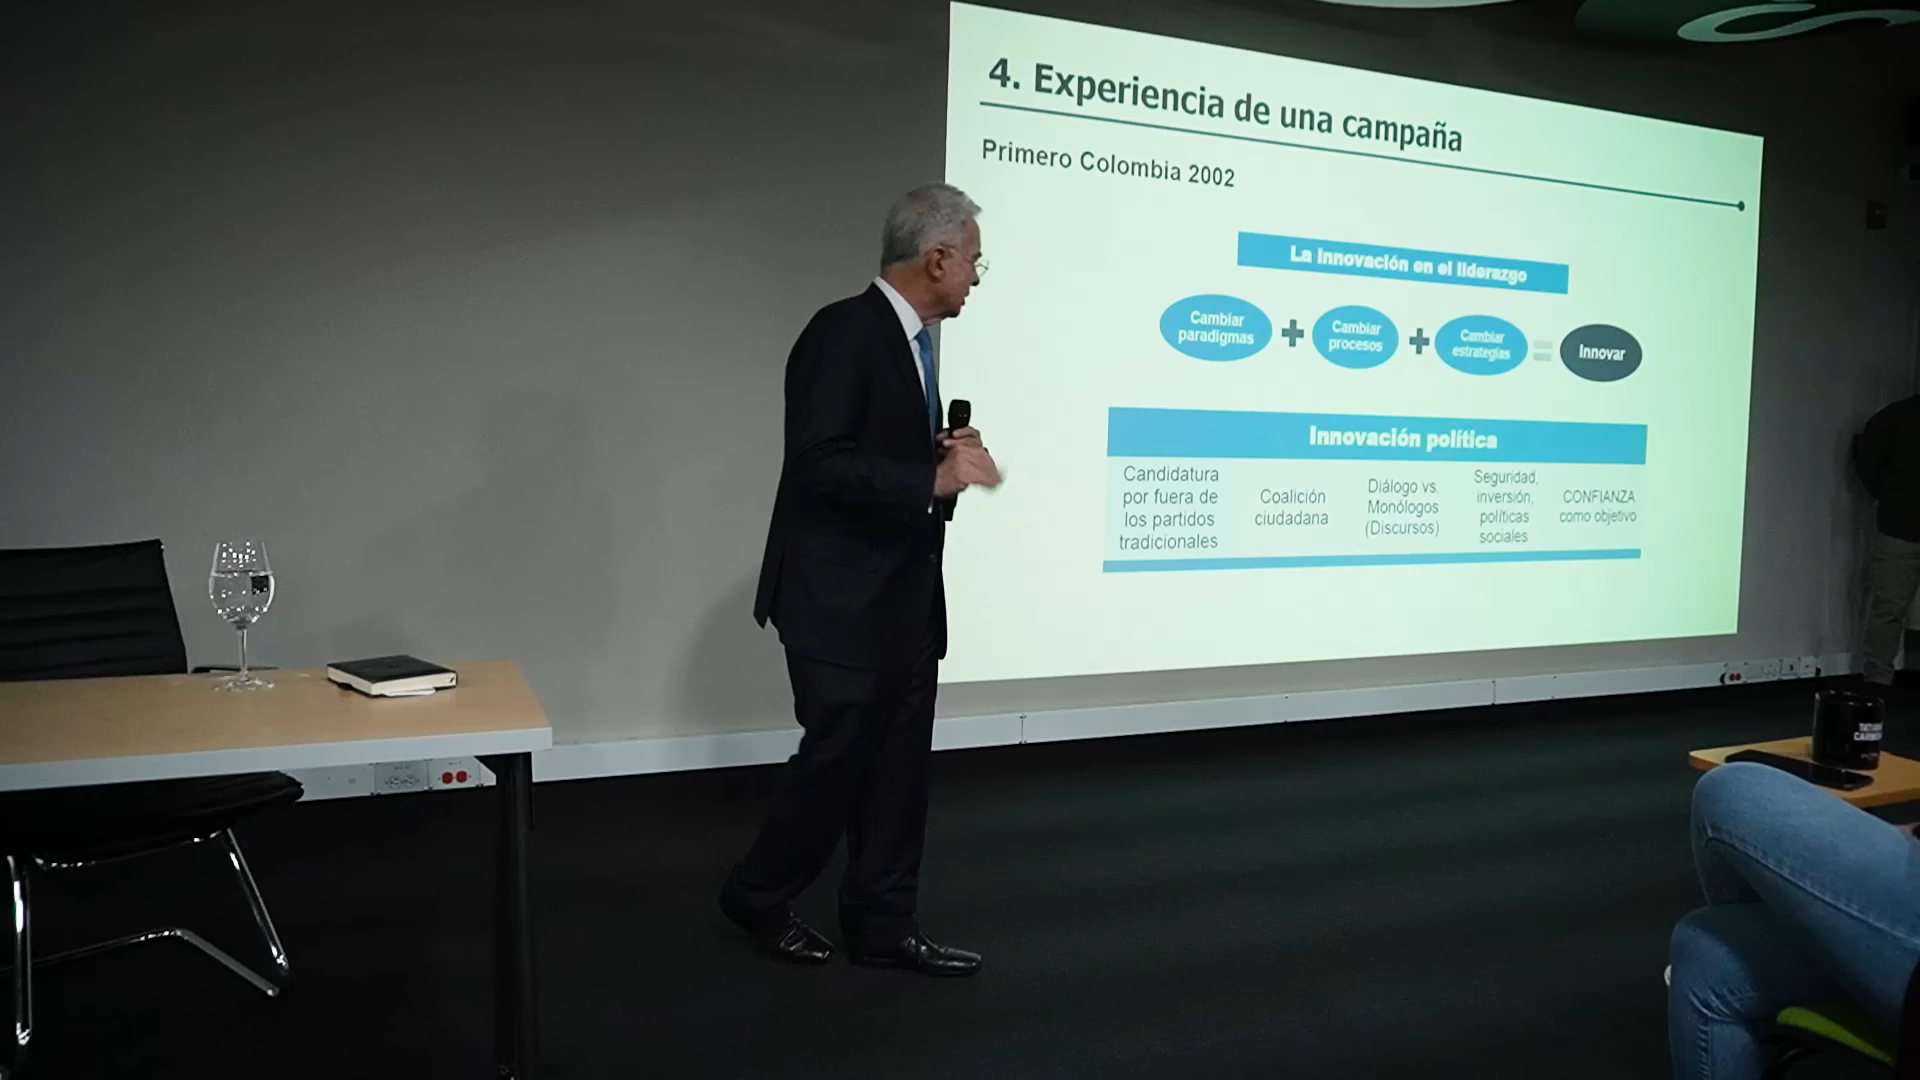 4. Experiencia de una campaña
Primero Colombia 2002
La innovación en el liderazgo
Cambiar
paradigmas
+
Cambiar
procesos
+
Cambiar
estrategias
=
Innovar
Innovación política
Candidatura
por fuera de
los partidos
tradicionales
Coalición
ciudadana
Diálogo vs.
Monólogos
(Discursos)
Seguridad,
inversión,
políticas
sociales
CONFIANZA
como objetivo